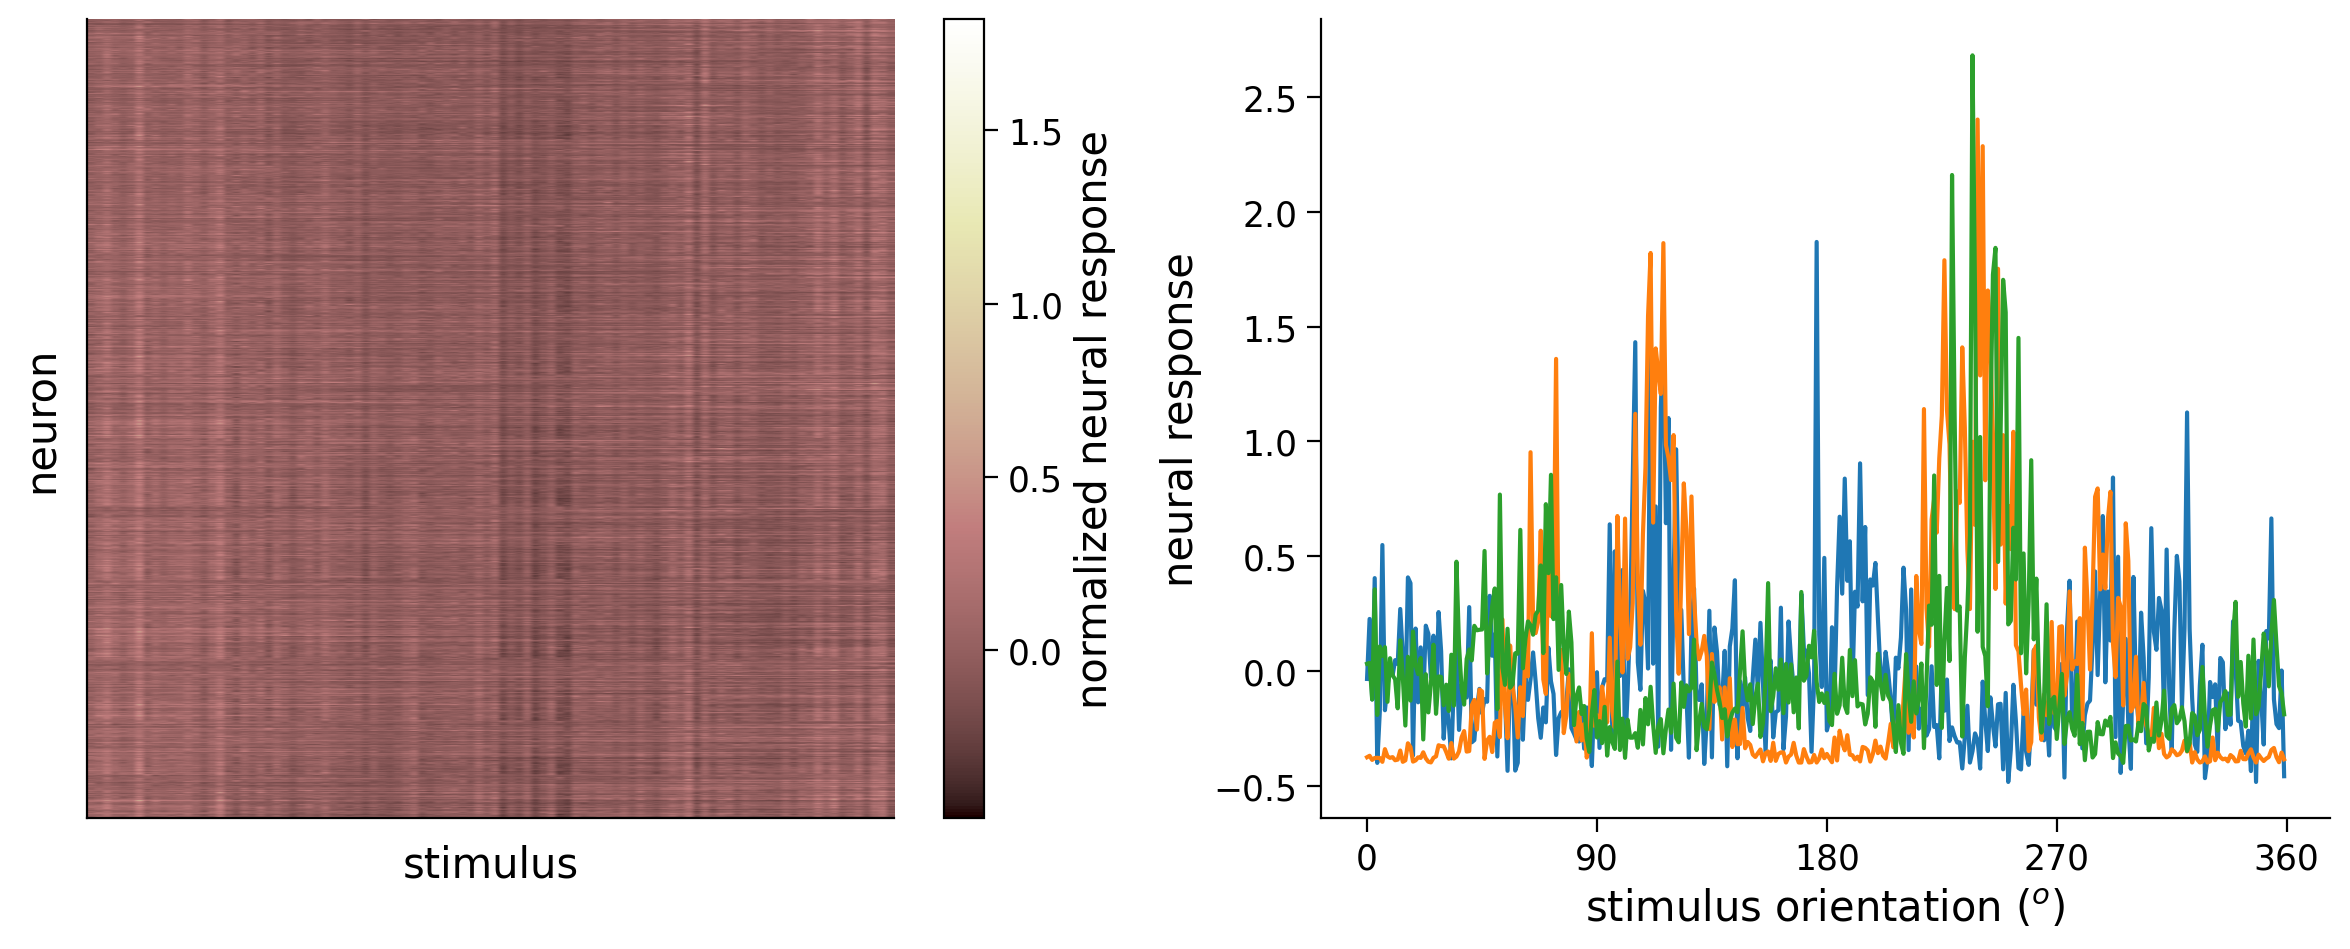 neuron
stimulus
1.5
1.0
0.5
0.0
normalized neural response
neural response
2.5
2.0
1.5
1.0
0.5
0.0
−0.5
0 90 180 270 360
stimulus orientation (o)